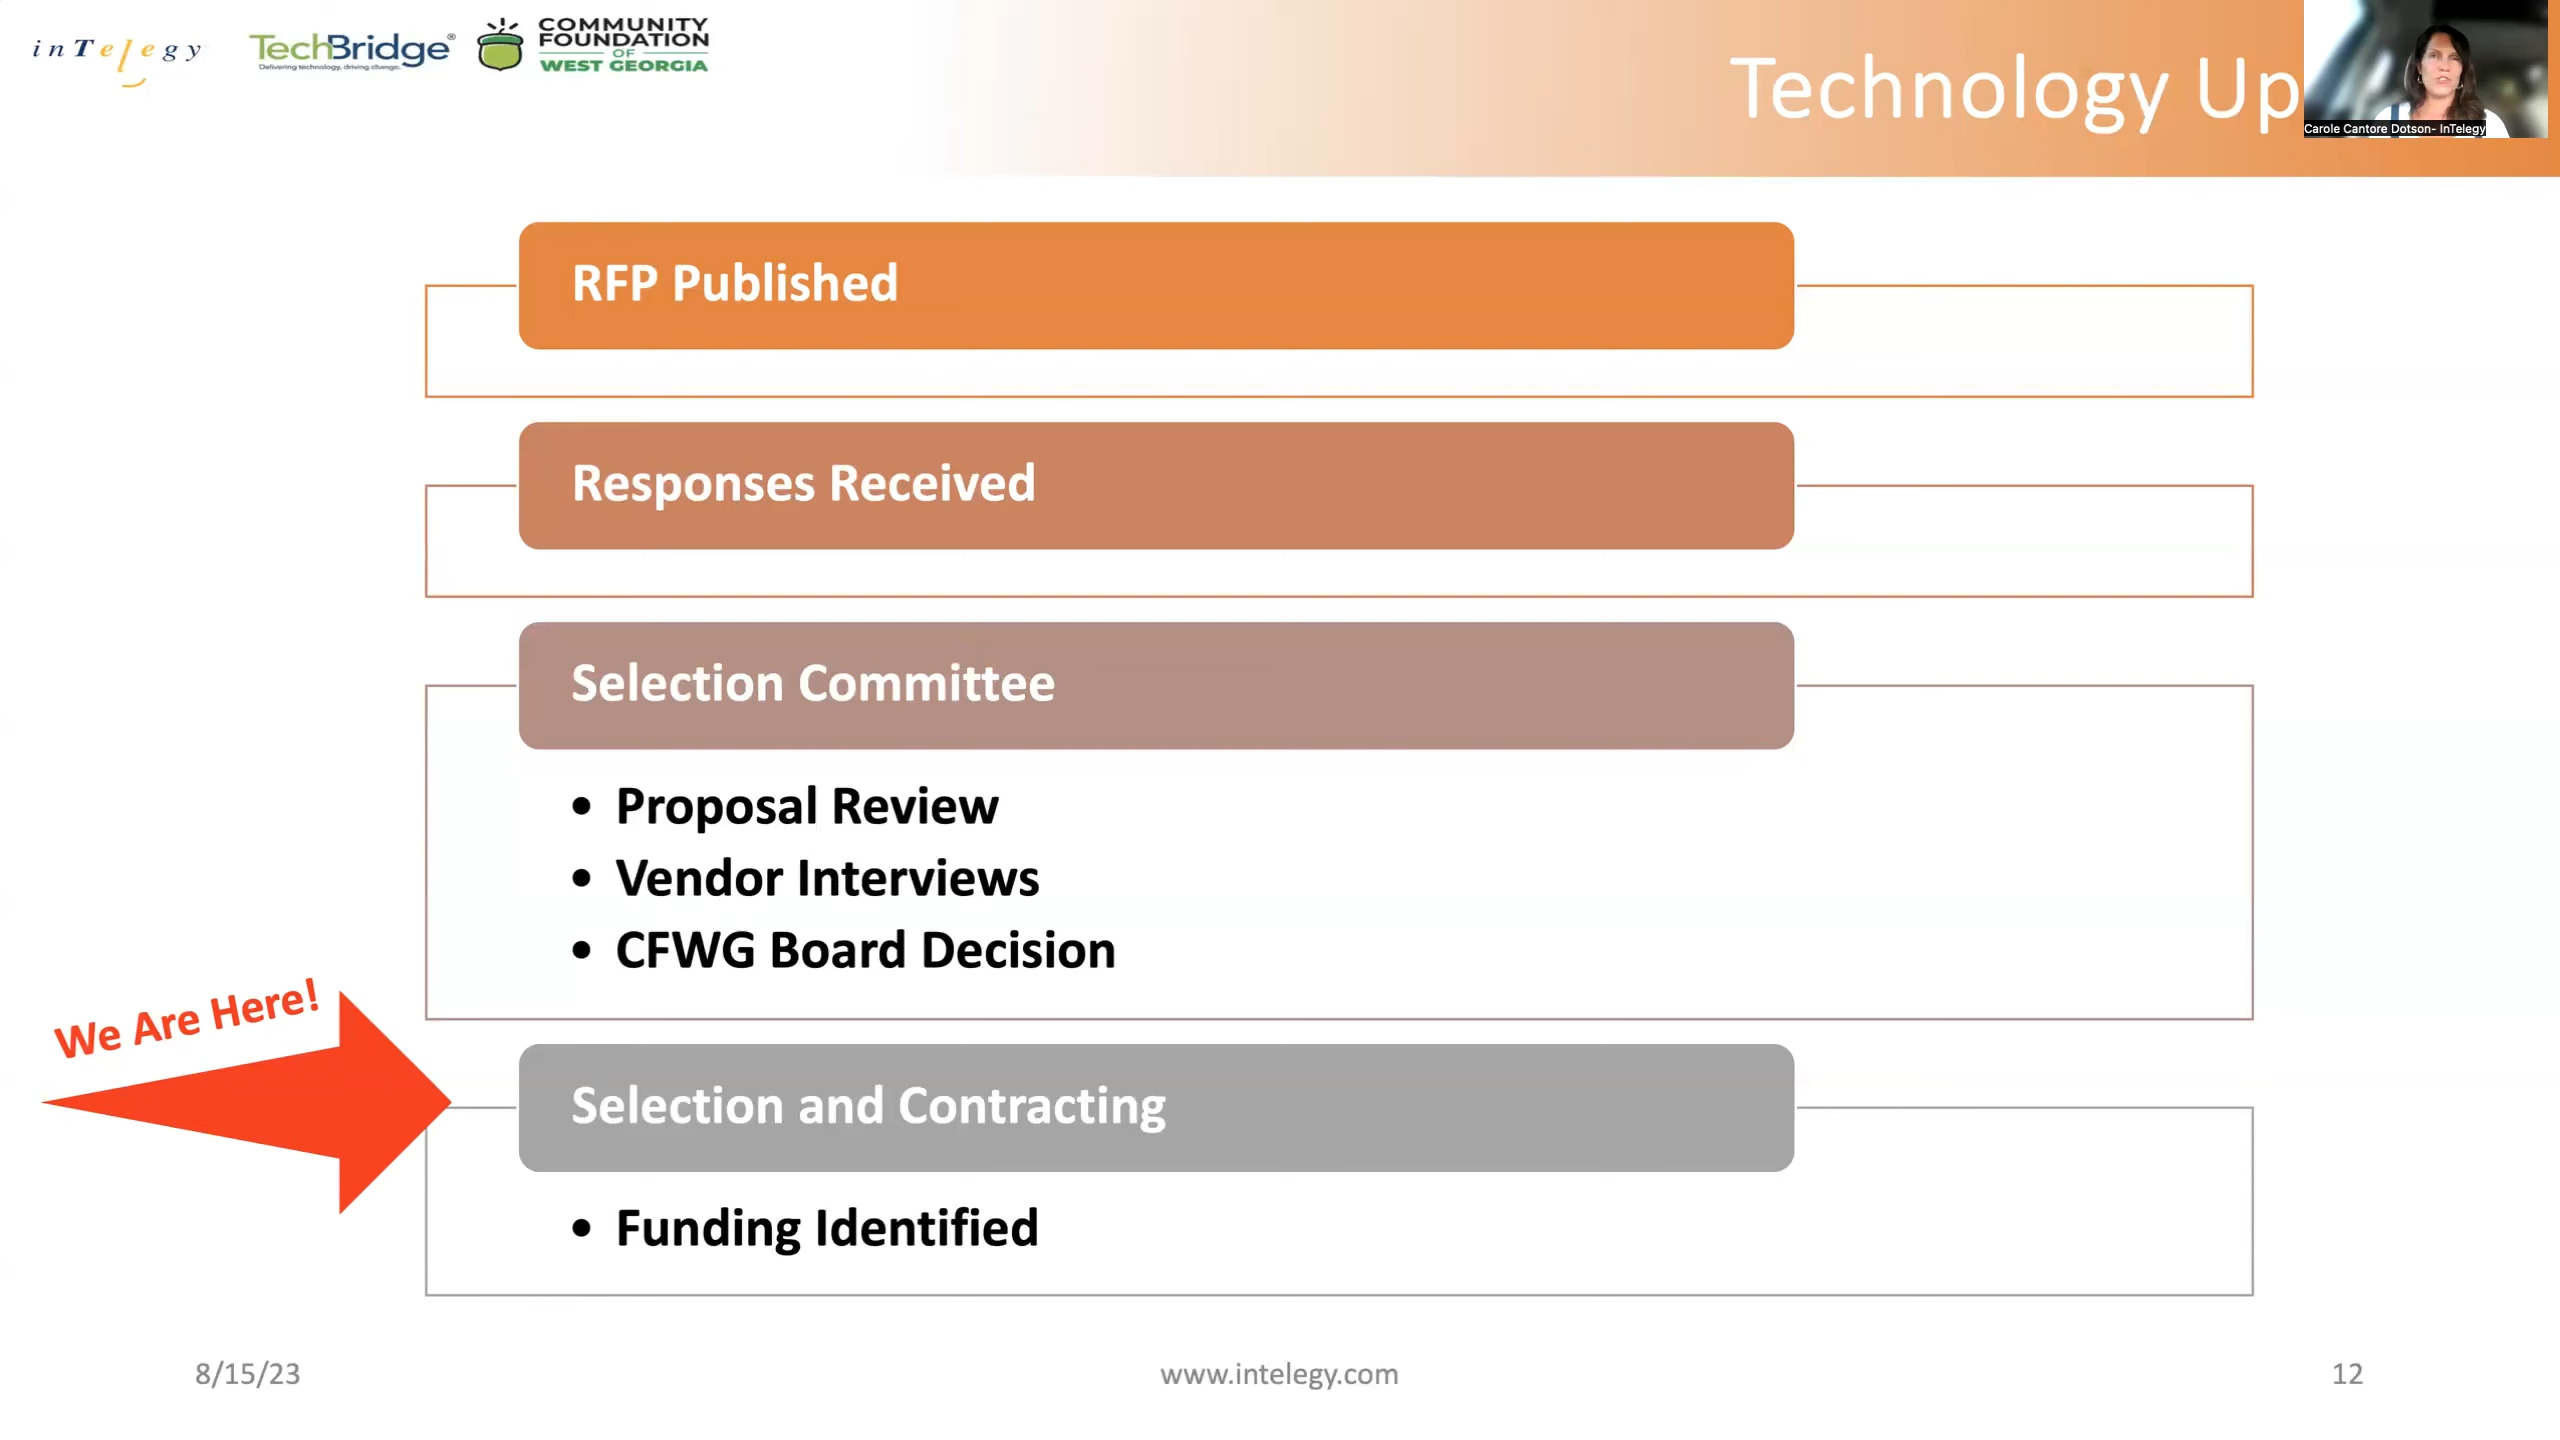 inTelegy
TechBridge®
Delivering technology, driving change.
COMMUNITY
FOUNDATION
OF
WEST GEORGIA
Technology Up
Carole Cantore Dotson- InTelegy
RFP Published
Responses Received
Selection Committee
• Proposal Review
• Vendor Interviews
• CFWG Board Decision
We Are Here!
Selection and Contracting
• Funding Identified
8/15/23
www.intelegy.com
12